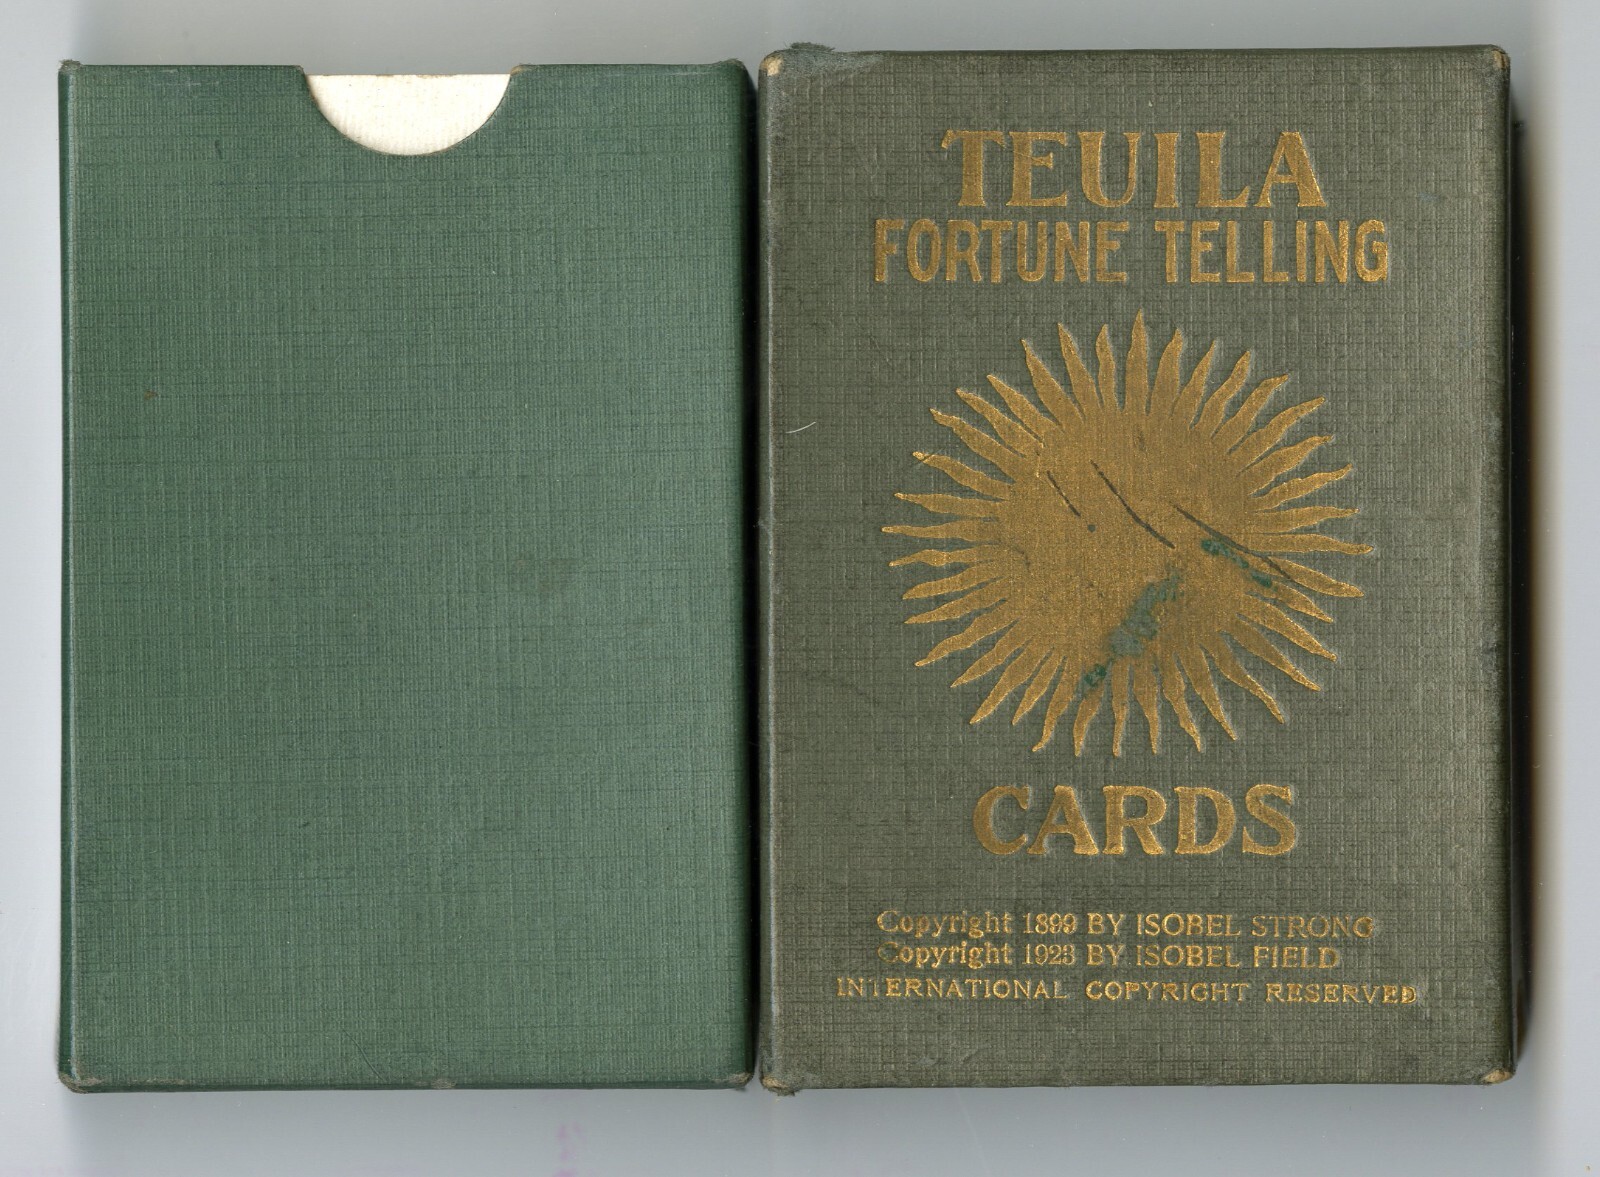 TEUILA
FORTUNE TELLING
CARDS
Copyright 1899 BY ISOBEL STRONG
Copyright 1923 BY ISOBEL FIELD
INTERNATIONAL COPYRIGHT RESERVED